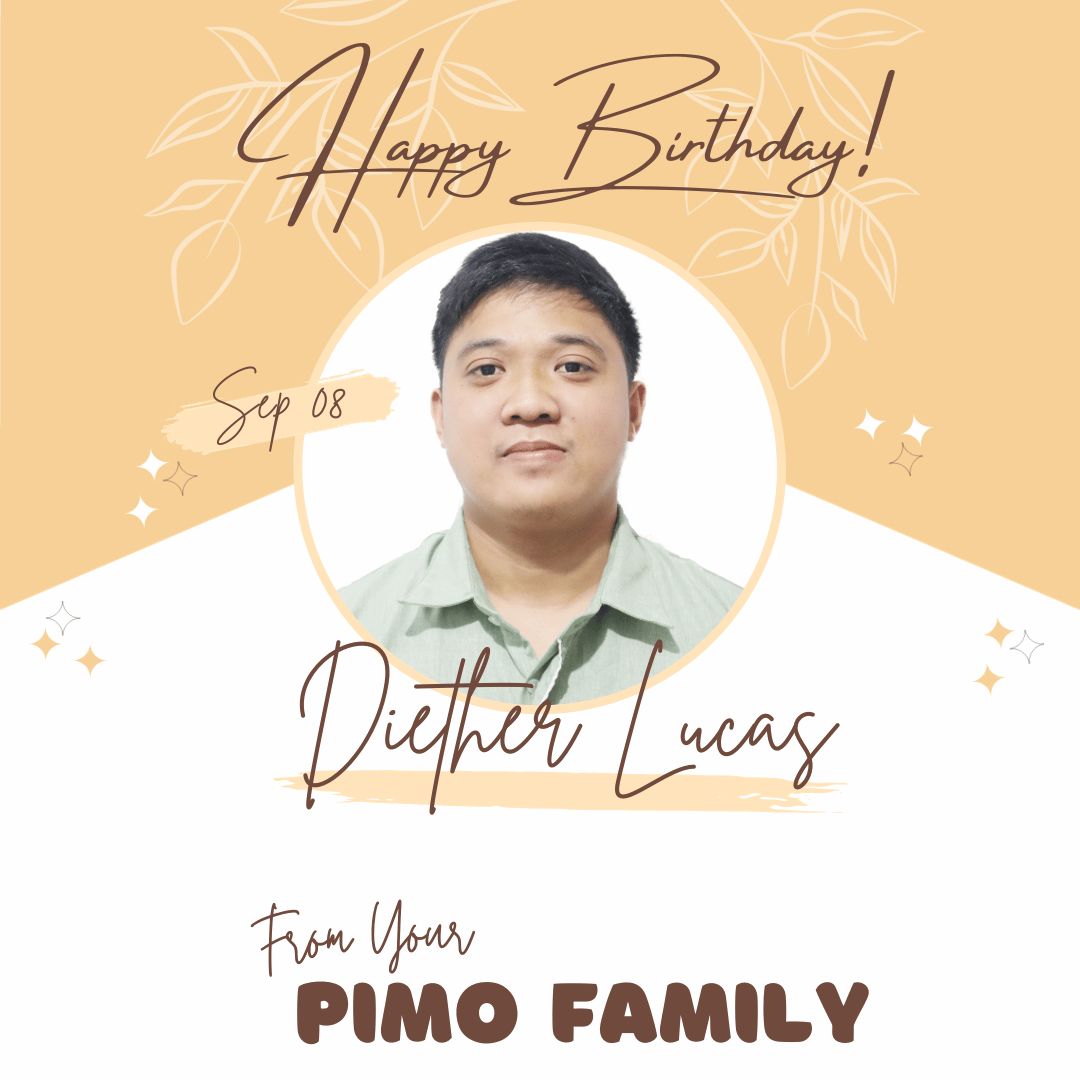 Happy Birthday!
Sep 08
Diether Lucas
From Your
PIMO FAMILY